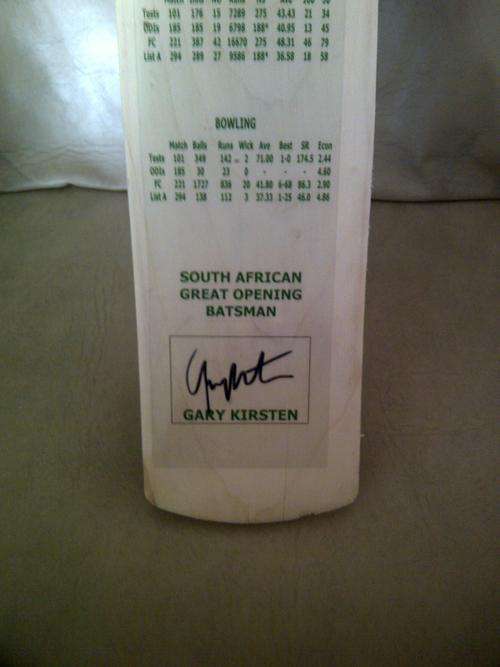 Tests 101 176 15 7289 275 43.43 21 34
ODIs 185 185 19 6798 188* 40.95 13 45
FC 221 387 42 16670 275 48.31 46 79
List A 294 289 27 9586 188* 36.58 18 58
BOWLING
Match Balls Runs Wick Ave Best SR Econ
Tests 101 349 142 2 71.00 1-0 174.5 2.44
ODIs 185 30 23 0 - - - 4.60
FC 221 1727 836 20 41.80 6-68 86.3 2.90
List A 294 138 112 3 37.33 1-25 46.0 4.86
SOUTH AFRICAN
GREAT OPENING
BATSMAN
GARY KIRSTEN